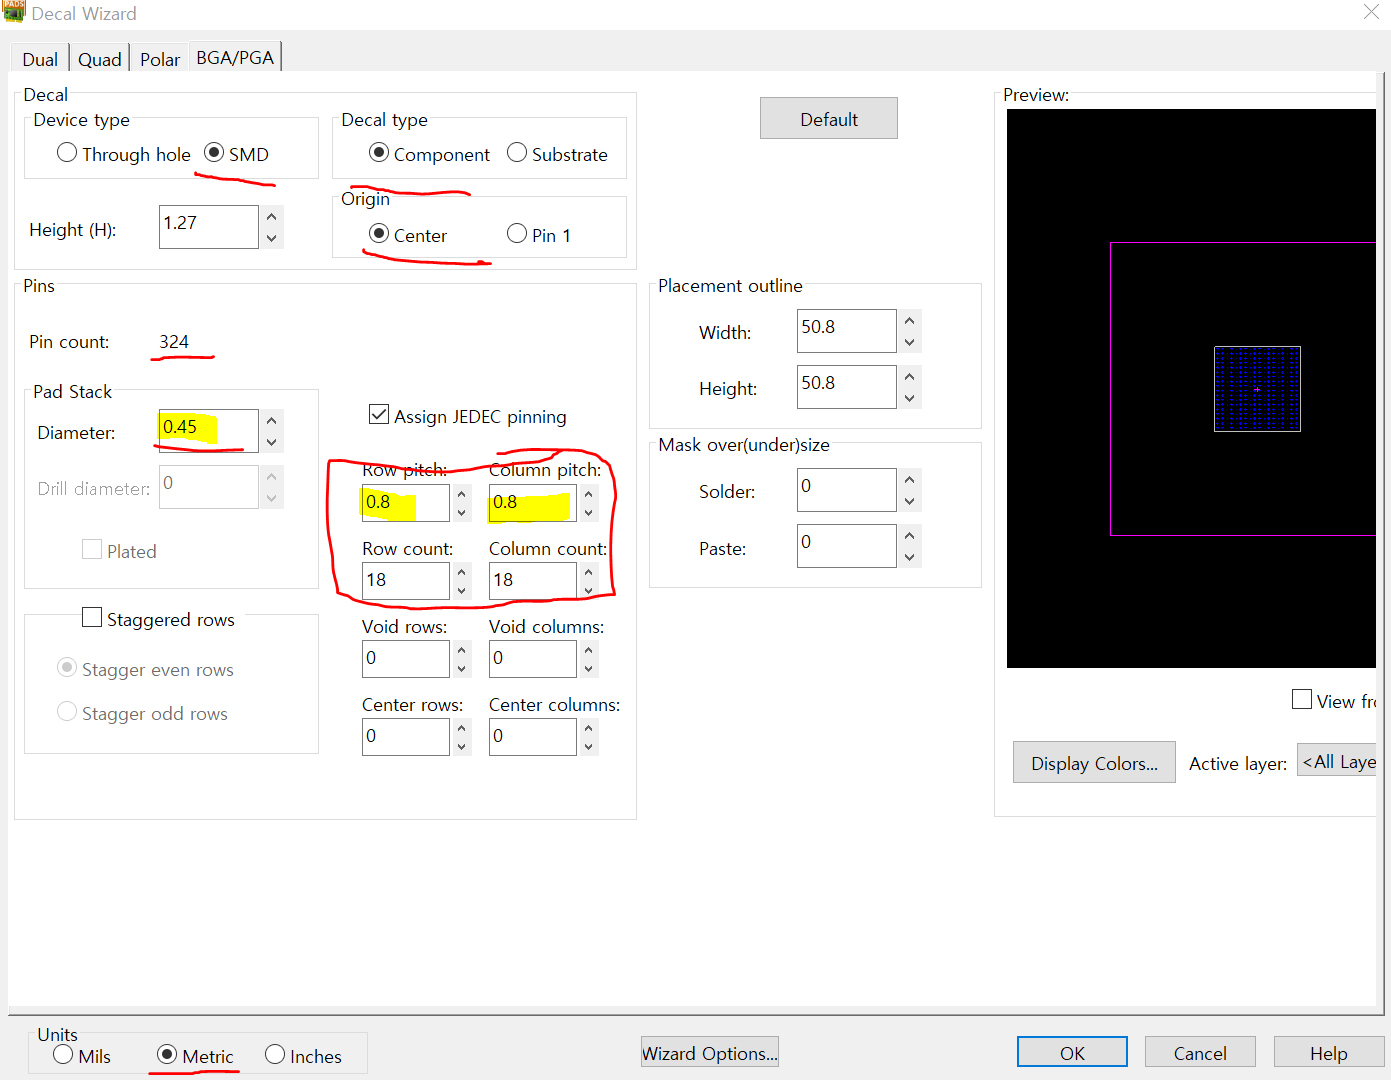 PADS
Decal Wizard
Dual Quad Polar BGA/PGA
Decal
Device type
Through hole SMD
Decal type
Component Substrate
Height (H): 1.27
Origin
Center Pin 1
Default
Pins
Pin count: 324
Pad Stack
Diameter: 0.45
Drill diameter: 0
Plated
Assign JEDEC pinning
Row pitch: Column pitch:
0.8 0.8
Row count: Column count:
18 18
Staggered rows
Stagger even rows
Stagger odd rows
Void rows: Void columns:
0 0
Center rows: Center columns:
0 0
Placement outline
Width: 50.8
Height: 50.8
Mask over(under)size
Solder: 0
Paste: 0
Preview:
View fr
Display Colors... Active layer: <All Laye
Units
Mils Metric Inches
Wizard Options... OK Cancel Help